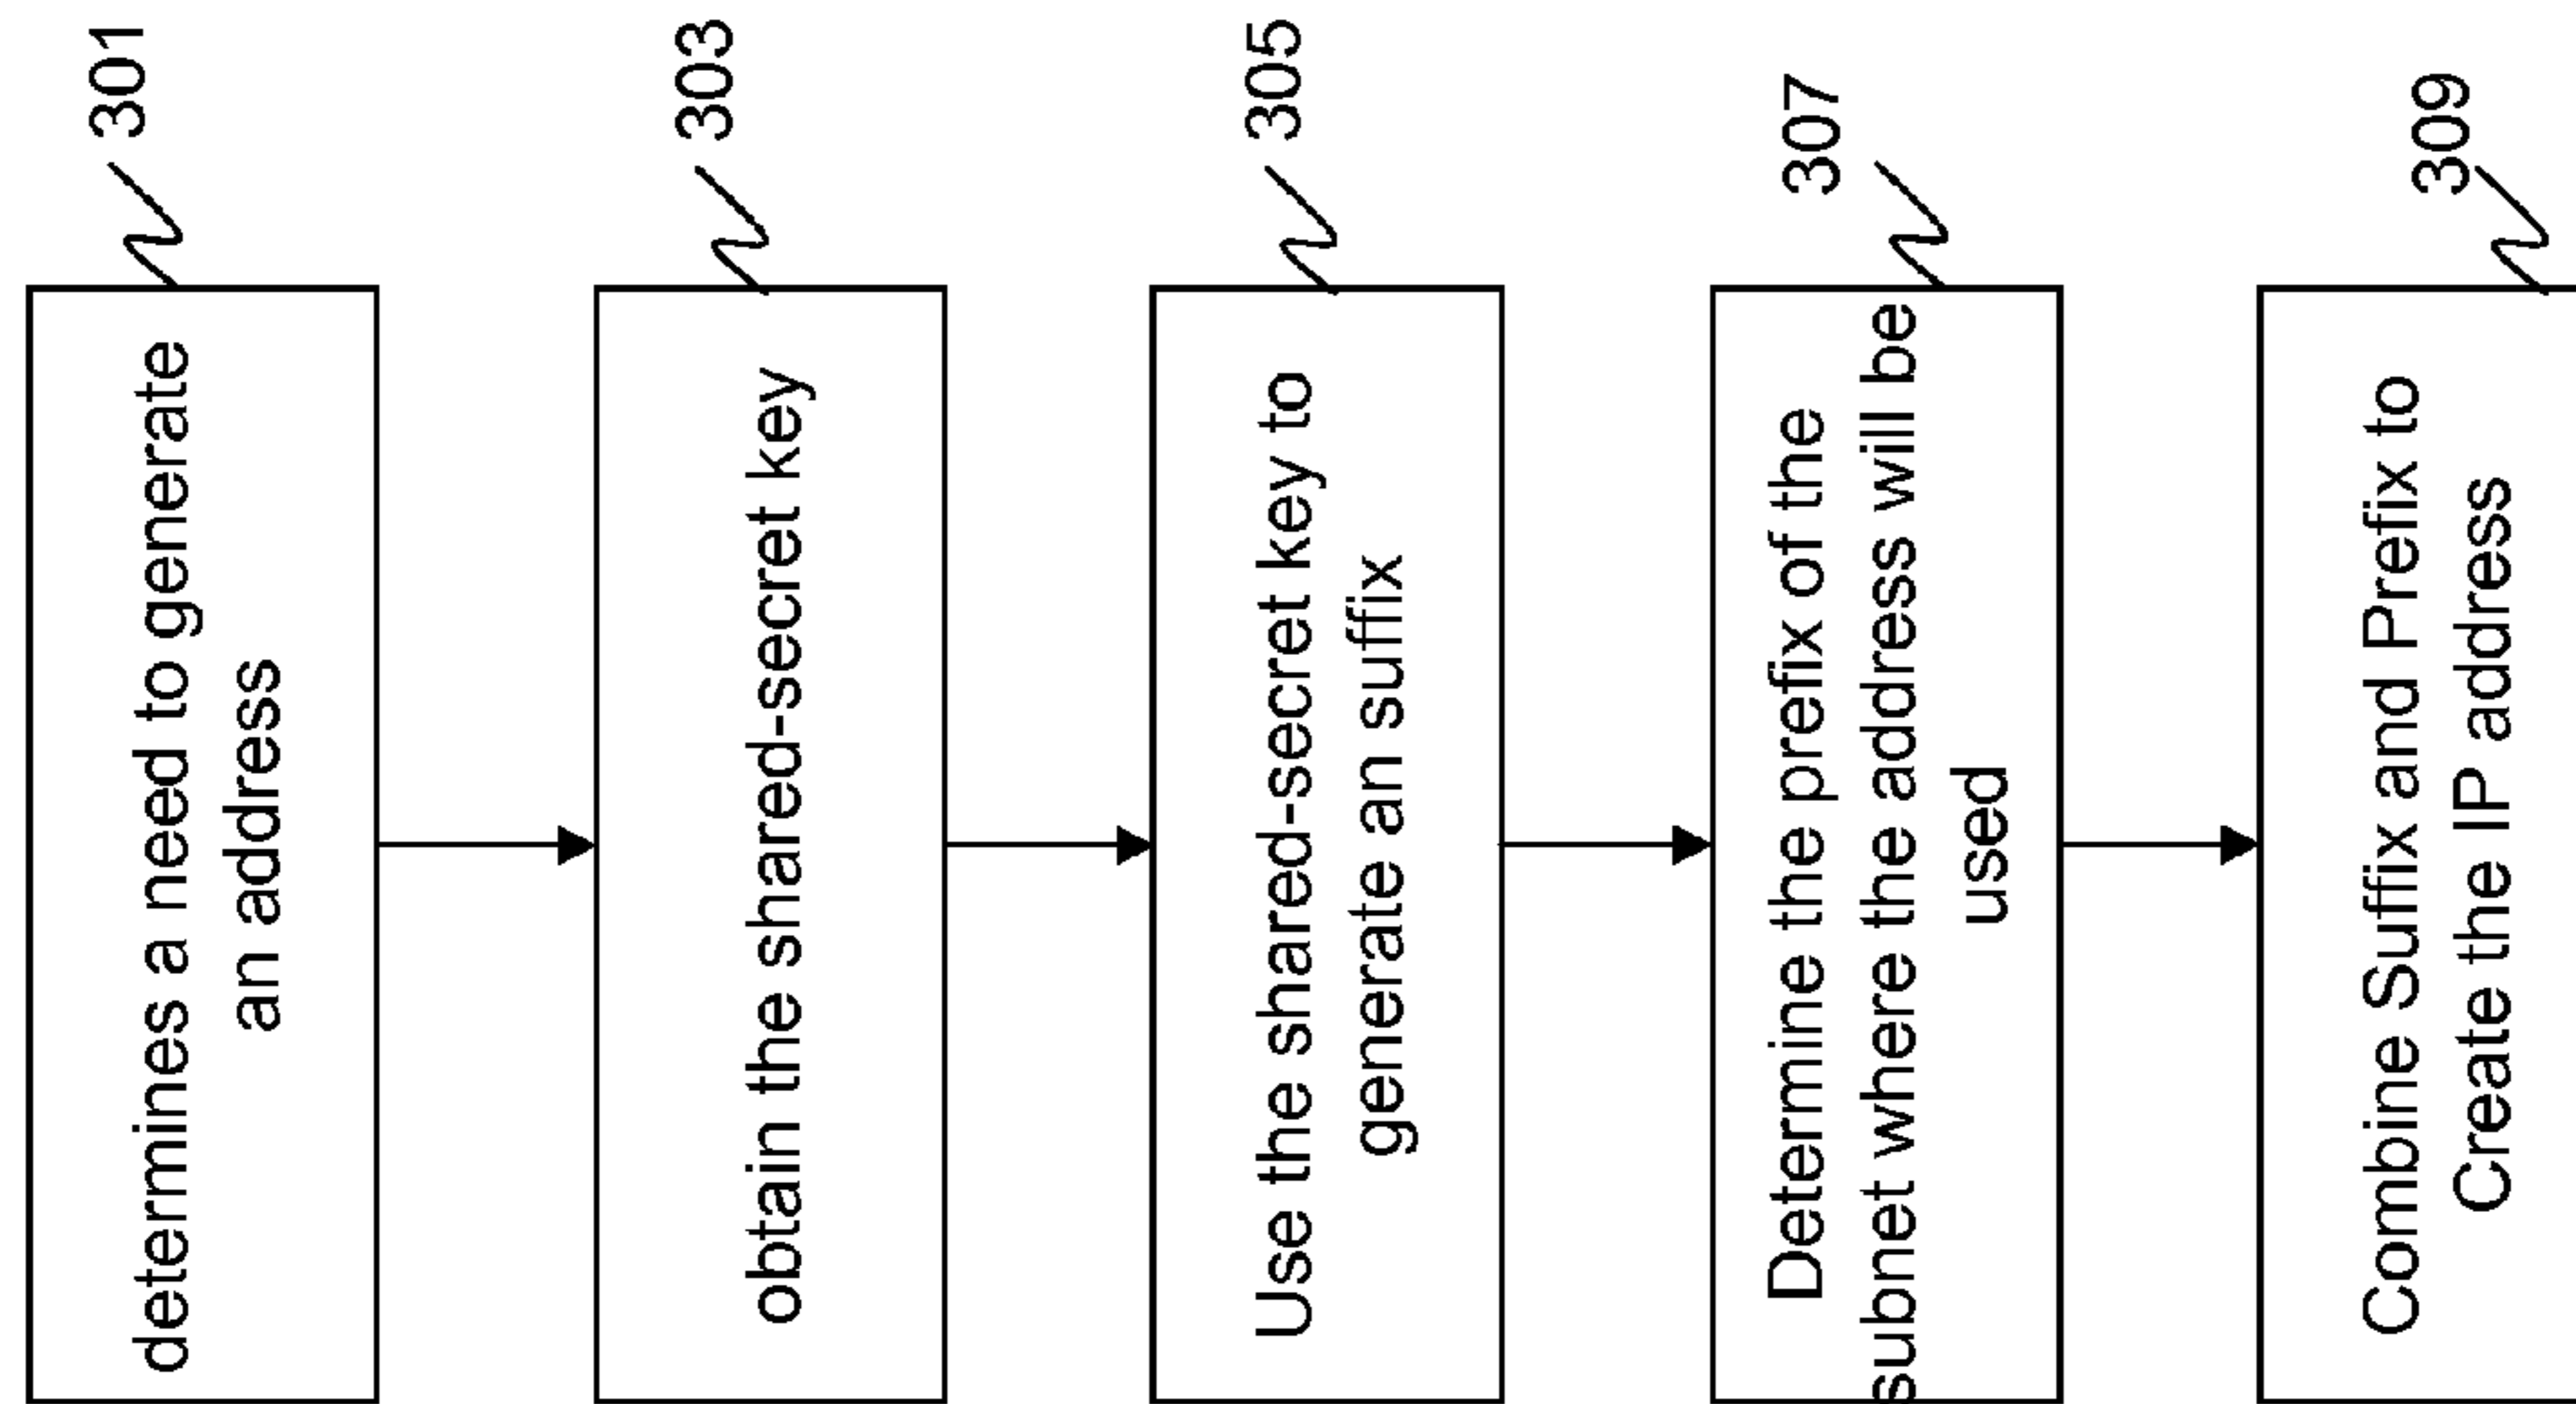 determines a need to generate
an address
301
obtain the shared-secret key
303
Use the shared-secret key to
generate an suffix
305
Determine the prefix of the
subnet where the address will be
used
307
Combine Suffix and Prefix to
Create the IP address
309